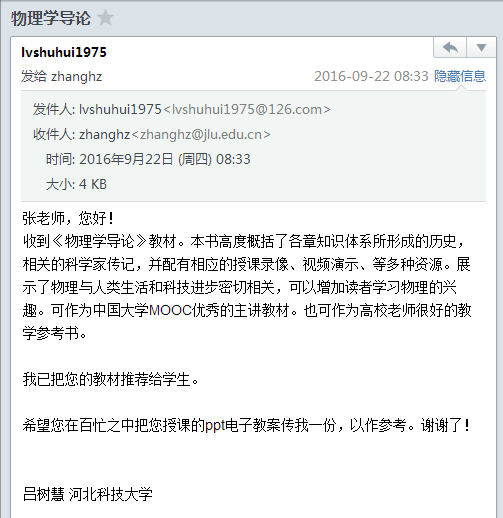 物理学导论
lvshuhui1975
发给 zhanghz 2016-09-22 08:33 隐藏信息
发件人: lvshuhui1975<lvshuhui1975@126.com>
收件人: zhanghz<zhanghz@jlu.edu.cn>
时间: 2016年9月22日 (周四) 08:33
大小: 4 KB
张老师，您好！
收到《物理学导论》教材。本书高度概括了各章知识体系所形成的历史，
相关的科学家传记，并配有相应的授课录像、视频演示、等多种资源。展
示了物理与人类生活和科技进步密切相关，可以增加读者学习物理的兴
趣。可作为中国大学MOOC优秀的主讲教材。也可作为高校老师很好的教
学参考书。
我已把您的教材推荐给学生。
希望您在百忙之中把您授课的ppt电子教案传我一份，以作参考。谢谢了！
吕树慧 河北科技大学